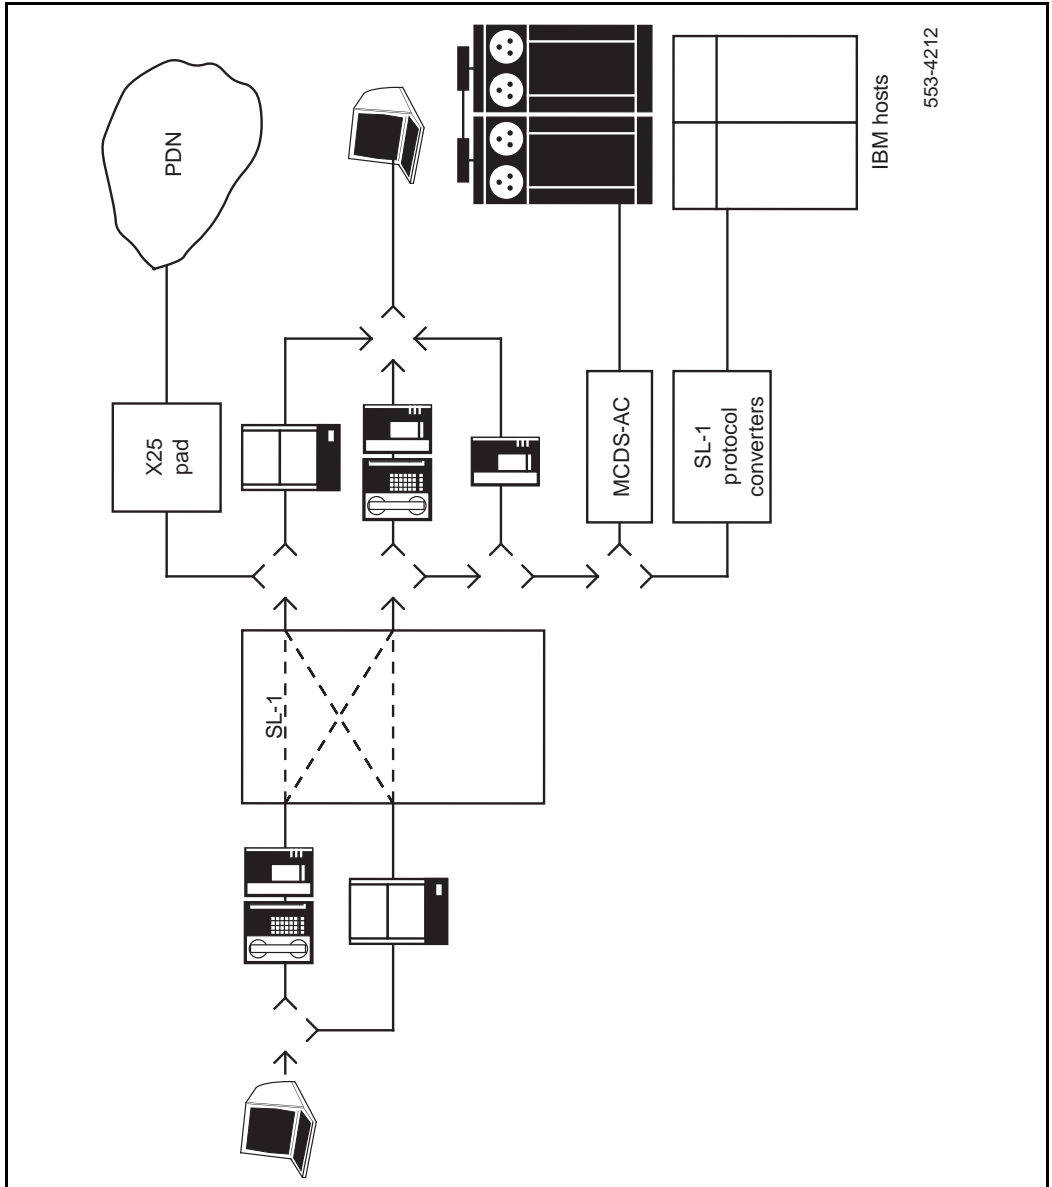 PDN
X25
pad
SL-1
MCDS-AC
SL-1
protocol
converters
IBM hosts
553-4212